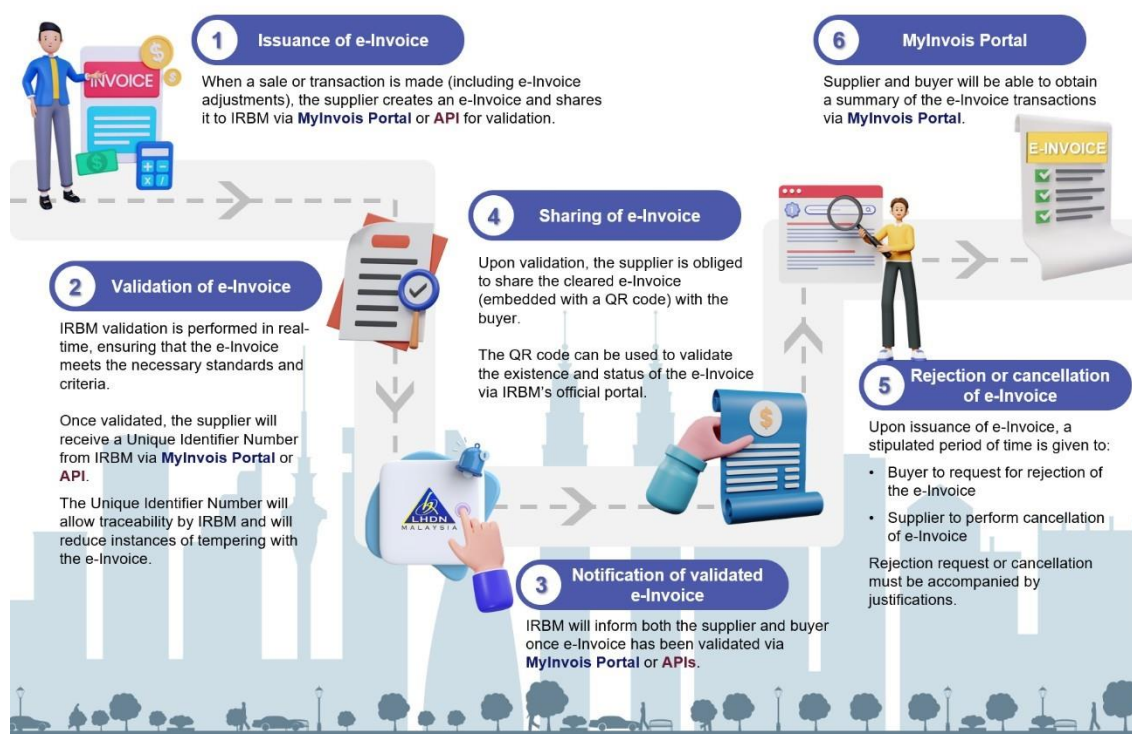 1
Issuance of e-Invoice
When a sale or transaction is made (including e-Invoice
adjustments), the supplier creates an e-Invoice and shares
it to IRBM via MyInvois Portal or API for validation.
INVOICE
2
Validation of e-Invoice
IRBM validation is performed in real-
time, ensuring that the e-Invoice
meets the necessary standards and
criteria.
Once validated, the supplier will
receive a Unique Identifier Number
from IRBM via MyInvois Portal or
API.
The Unique Identifier Number will
allow traceability by IRBM and will
reduce instances of tempering with
the e-Invoice.
LHDN
MALAYSIA
3
Notification of validated
e-Invoice
IRBM will inform both the supplier and buyer
once e-Invoice has been validated via
MyInvois Portal or APIs.
4
Sharing of e-Invoice
Upon validation, the supplier is obliged
to share the cleared e-Invoice
(embedded with a QR code) with the
buyer.
The QR code can be used to validate
the existence and status of the e-Invoice
via IRBM's official portal.
$
5
Rejection or cancellation
of e-Invoice
Upon issuance of e-Invoice, a
stipulated period of time is given to:
• Buyer to request for rejection of
the e-Invoice
• Supplier to perform cancellation
of e-Invoice
Rejection request or cancellation
must be accompanied by
justifications.
6
MyInvois Portal
Supplier and buyer will be able to obtain
a summary of the e-Invoice transactions
via MyInvois Portal.
E-INVOICE